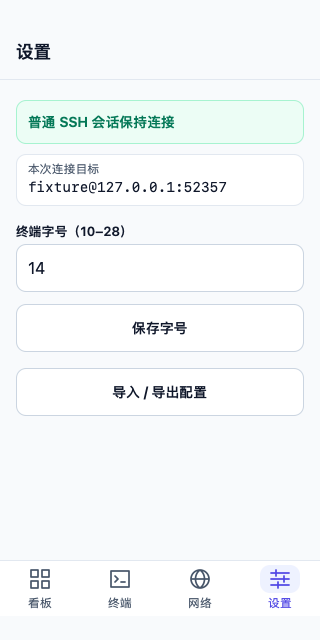 设置
普通 SSH 会话保持连接
本次连接目标
fixture@127.0.0.1:52357
终端字号（10–28）
14
保存字号
导入 / 导出配置
看板
终端
网络
设置